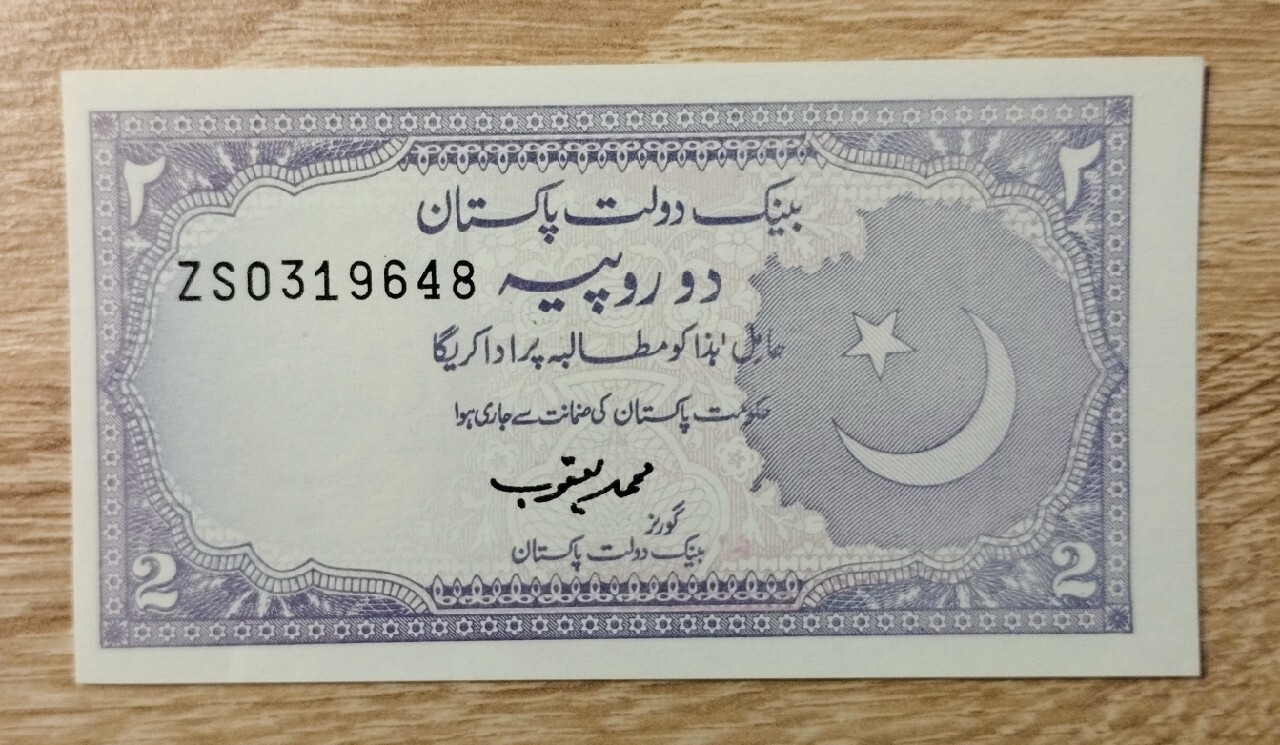 ۲ ۲
بینک دولت پاکستان
دو روپیہ
ZS0319648
حامل ہٰذا کو مطالبہ پر ادا کریگا
حکومت پاکستان کی ضمانت سے جاری ہوا
محمد یعقوب
گورنر
بینک دولت پاکستان
2 2